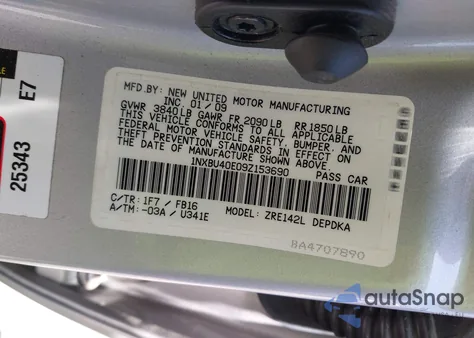 MFD.BY: NEW UNITED MOTOR MANUFACTURING
INC. 01/09
GVWR 3840LB GAWR FR 2090LB RR1850LB
THIS VEHICLE CONFORMS TO ALL APPLICABLE
FEDERAL MOTOR VEHICLE SAFETY, BUMPER, AND
THEFT PREVENTION STANDARDS IN EFFECT ON
THE DATE OF MANUFACTURE SHOWN ABOVE.
1NXBU40E09Z153690 PASS CAR
C/TR: 1F7 / FB16
A/TM: -03A / U341E MODEL: ZRE142L DEPDKA
8A4707890
25343 E7
autoSnap